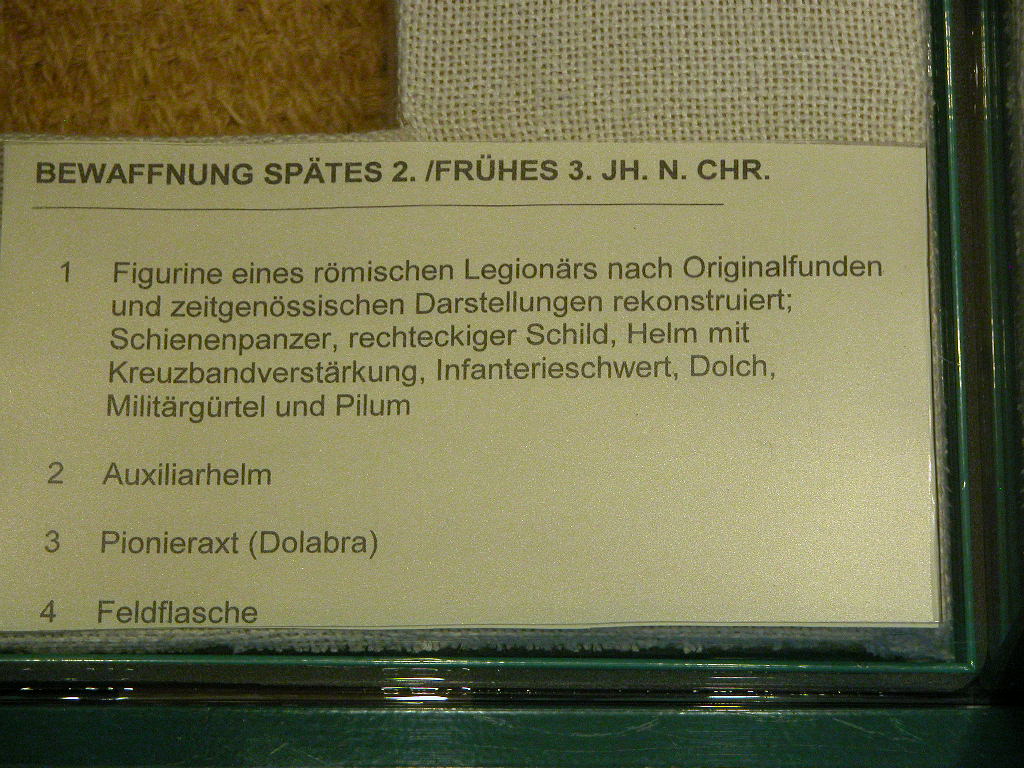 BEWAFFNUNG SPÄTES 2. /FRÜHES 3. JH. N. CHR.
1 Figurine eines römischen Legionärs nach Originalfunden
und zeitgenössischen Darstellungen rekonstruiert;
Schienenpanzer, rechteckiger Schild, Helm mit
Kreuzbandverstärkung, Infanterieschwert, Dolch,
Militärgürtel und Pilum
2 Auxiliarhelm
3 Pionieraxt (Dolabra)
4 Feldflasche